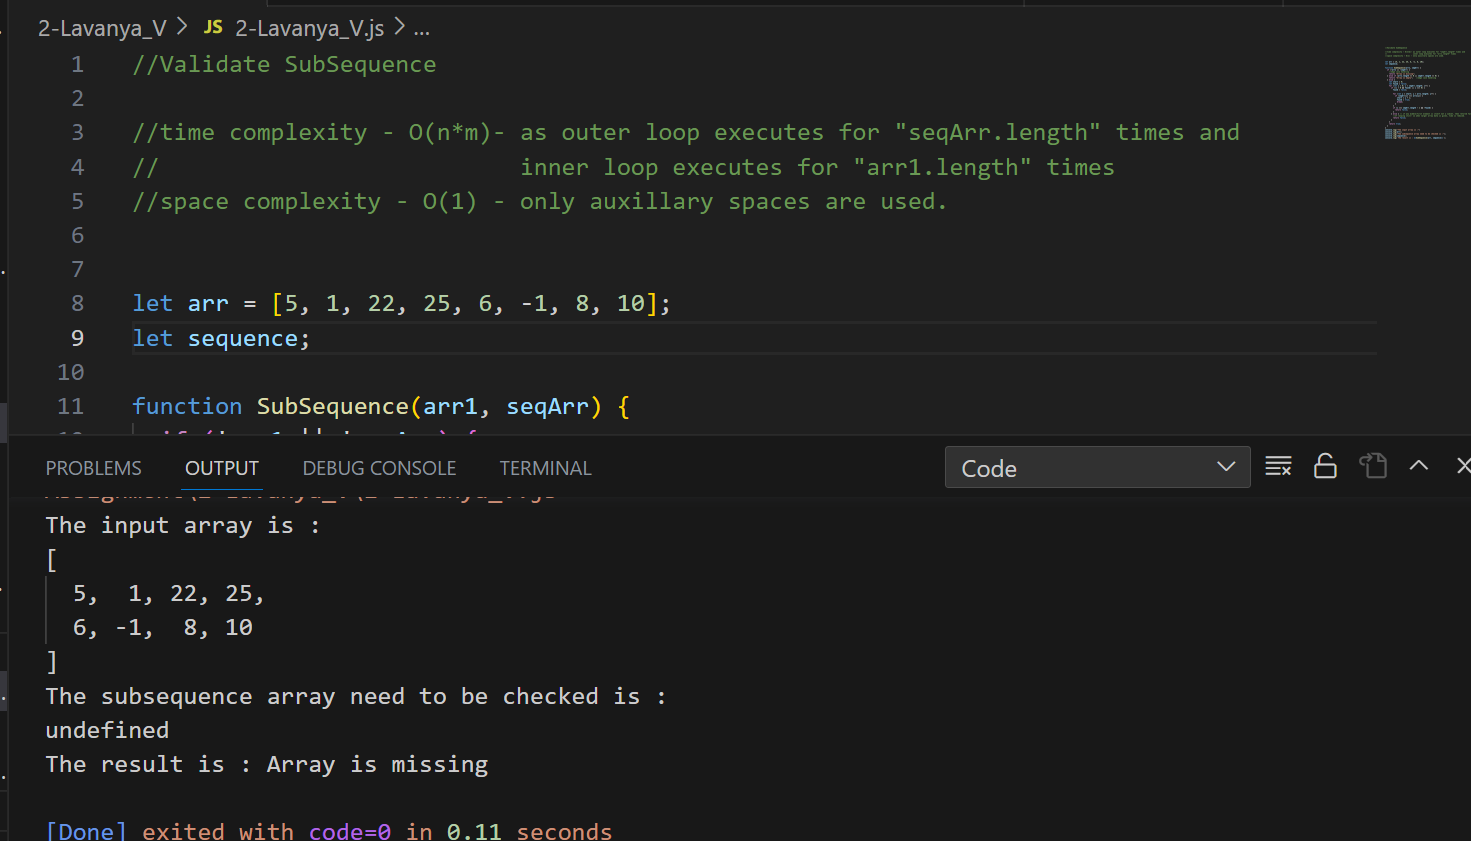 2-Lavanya_V > JS 2-Lavanya_V.js > ...
1 //Validate SubSequence
2
3 //time complexity - O(n*m)- as outer loop executes for "seqArr.length" times and
4 // inner loop executes for "arr1.length" times
5 //space complexity - O(1) - only auxillary spaces are used.
6
7
8 let arr = [5, 1, 22, 25, 6, -1, 8, 10];
9 let sequence;
10
11 function SubSequence(arr1, seqArr) {
PROBLEMS OUTPUT DEBUG CONSOLE TERMINAL Code
The input array is :
[
5, 1, 22, 25,
6, -1, 8, 10
]
The subsequence array need to be checked is :
undefined
The result is : Array is missing
[Done] exited with code=0 in 0.11 seconds